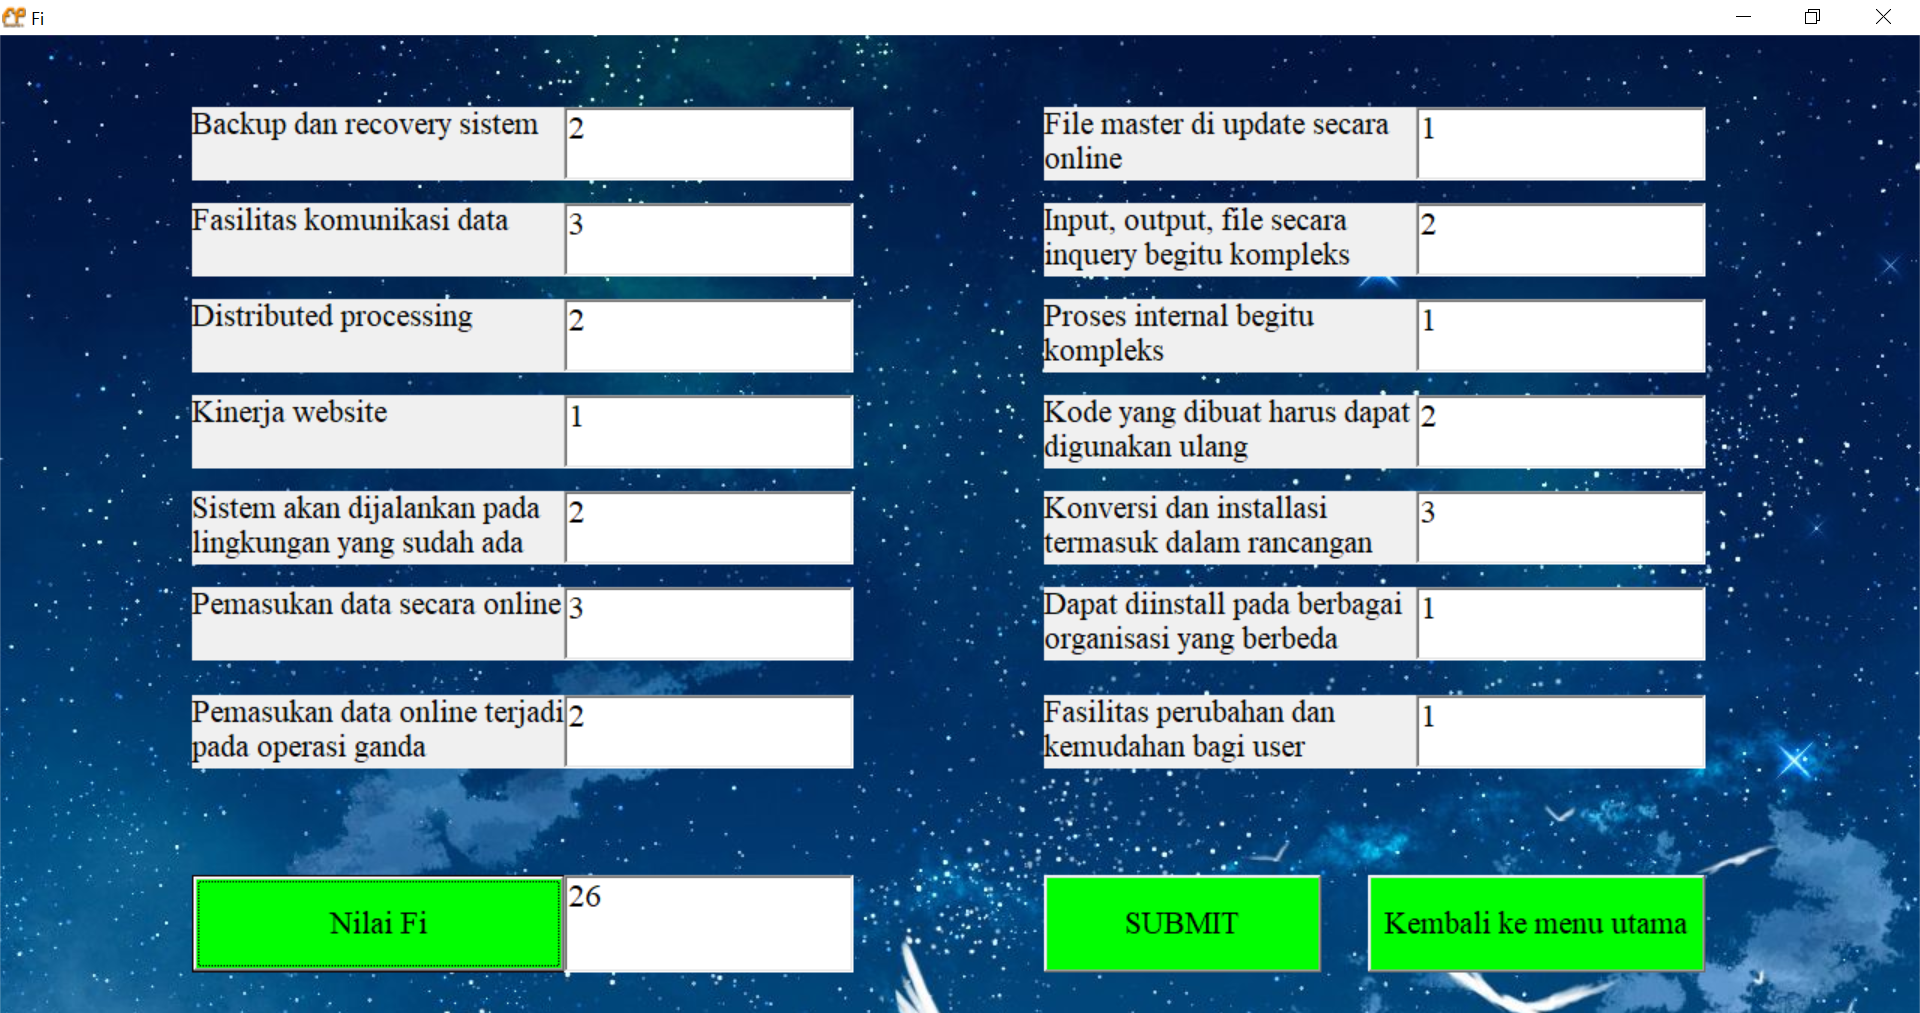 Fi
Backup dan recovery sistem
2
Fasilitas komunikasi data
3
Distributed processing
2
Kinerja website
1
Sistem akan dijalankan pada
lingkungan yang sudah ada
2
Pemasukan data secara online
3
Pemasukan data online terjadi
pada operasi ganda
2
File master di update secara
online
1
Input, output, file secara
inquery begitu kompleks
2
Proses internal begitu
kompleks
1
Kode yang dibuat harus dapat
digunakan ulang
2
Konversi dan installasi
termasuk dalam rancangan
3
Dapat diinstall pada berbagai
organisasi yang berbeda
1
Fasilitas perubahan dan
kemudahan bagi user
1
Nilai Fi
26
SUBMIT
Kembali ke menu utama